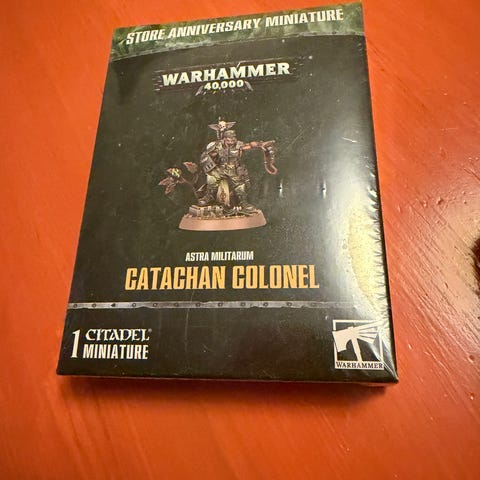 STORE ANNIVERSARY MINIATURE
WARHAMMER
40,000
ASTRA MILITARUM
CATACHAN COLONEL
1 CITADEL®
MINIATURE
WARHAMMER